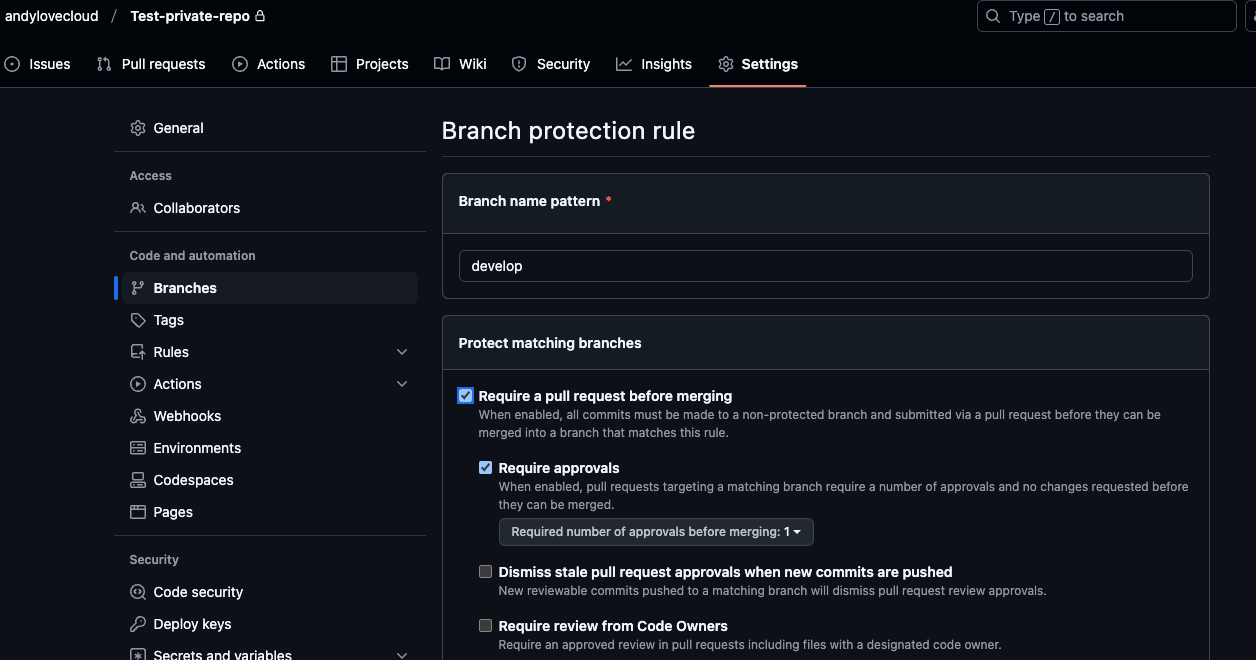 andylovecloud / Test-private-repo
Type / to search
Issues Pull requests Actions Projects Wiki Security Insights Settings
General
Access
Collaborators
Code and automation
Branches
Tags
Rules
Actions
Webhooks
Environments
Codespaces
Pages
Security
Code security
Deploy keys
Secrets and variables
Branch protection rule
Branch name pattern *
develop
Protect matching branches
Require a pull request before merging
When enabled, all commits must be made to a non-protected branch and submitted via a pull request before they can be
merged into a branch that matches this rule.
Require approvals
When enabled, pull requests targeting a matching branch require a number of approvals and no changes requested before
they can be merged.
Required number of approvals before merging: 1
Dismiss stale pull request approvals when new commits are pushed
New reviewable commits pushed to a matching branch will dismiss pull request review approvals.
Require review from Code Owners
Require an approved review in pull requests including files with a designated code owner.